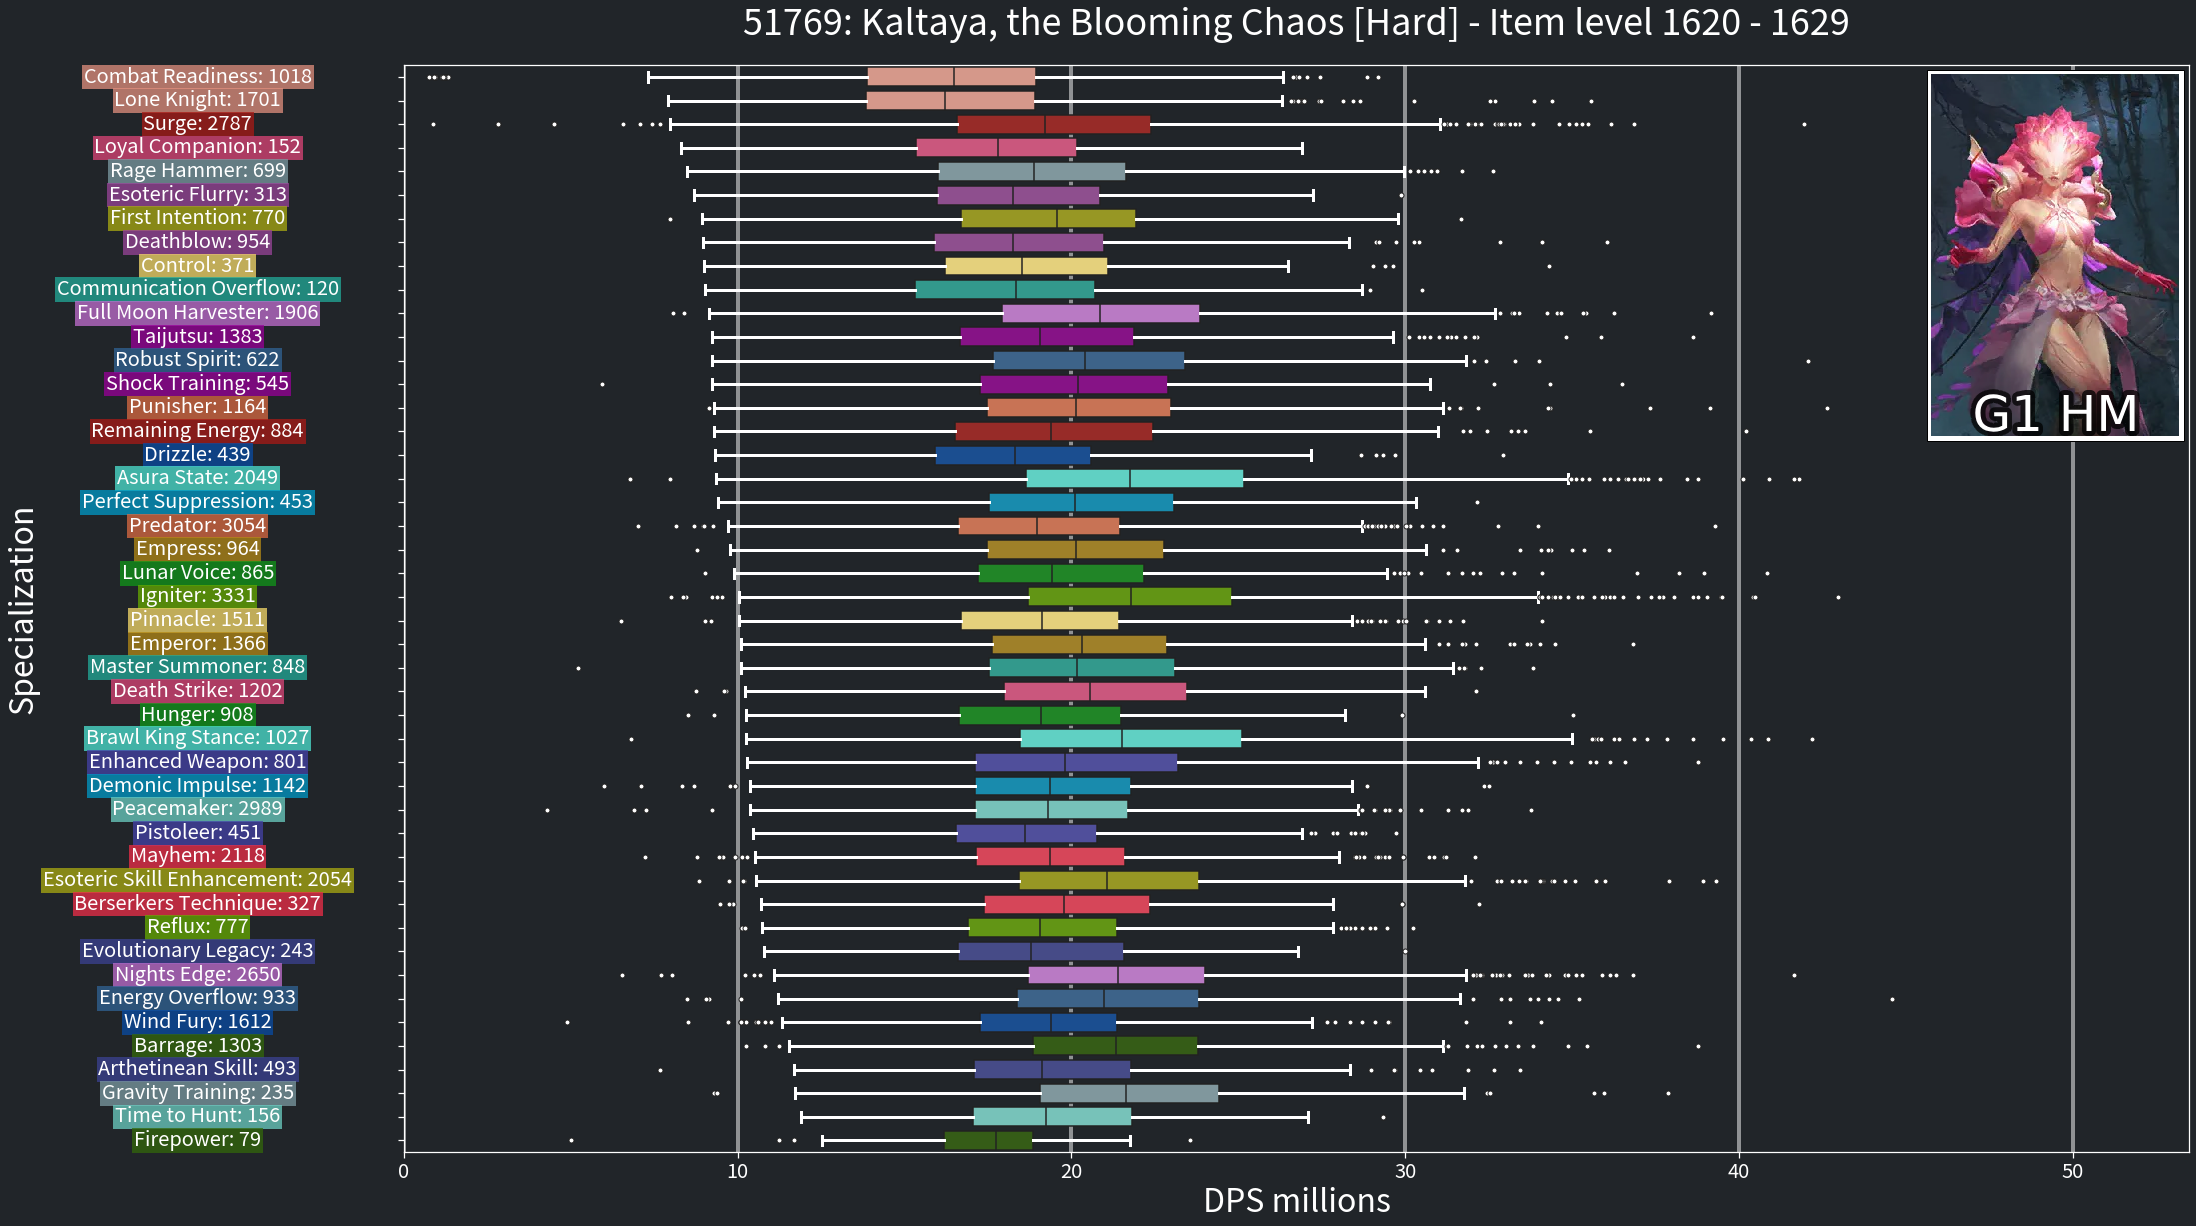 51769: Kaltaya, the Blooming Chaos [Hard] - Item level 1620 - 1629
Combat Readiness: 1018
Lone Knight: 1701
Surge: 2787
Loyal Companion: 152
Rage Hammer: 699
Esoteric Flurry: 313
First Intention: 770
Deathblow: 954
Control: 371
Communication Overflow: 120
Full Moon Harvester: 1906
Taijutsu: 1383
Robust Spirit: 622
Shock Training: 545
Punisher: 1164
Remaining Energy: 884
Drizzle: 439
Asura State: 2049
Perfect Suppression: 453
Predator: 3054
Empress: 964
Lunar Voice: 865
Igniter: 3331
Pinnacle: 1511
Emperor: 1366
Master Summoner: 848
Death Strike: 1202
Hunger: 908
Brawl King Stance: 1027
Enhanced Weapon: 801
Demonic Impulse: 1142
Peacemaker: 2989
Pistoleer: 451
Mayhem: 2118
Esoteric Skill Enhancement: 2054
Berserkers Technique: 327
Reflux: 777
Evolutionary Legacy: 243
Nights Edge: 2650
Energy Overflow: 933
Wind Fury: 1612
Barrage: 1303
Arthetinean Skill: 493
Gravity Training: 235
Time to Hunt: 156
Firepower: 79
Specialization
G1 HM
0 10 20 30 40 50
DPS millions